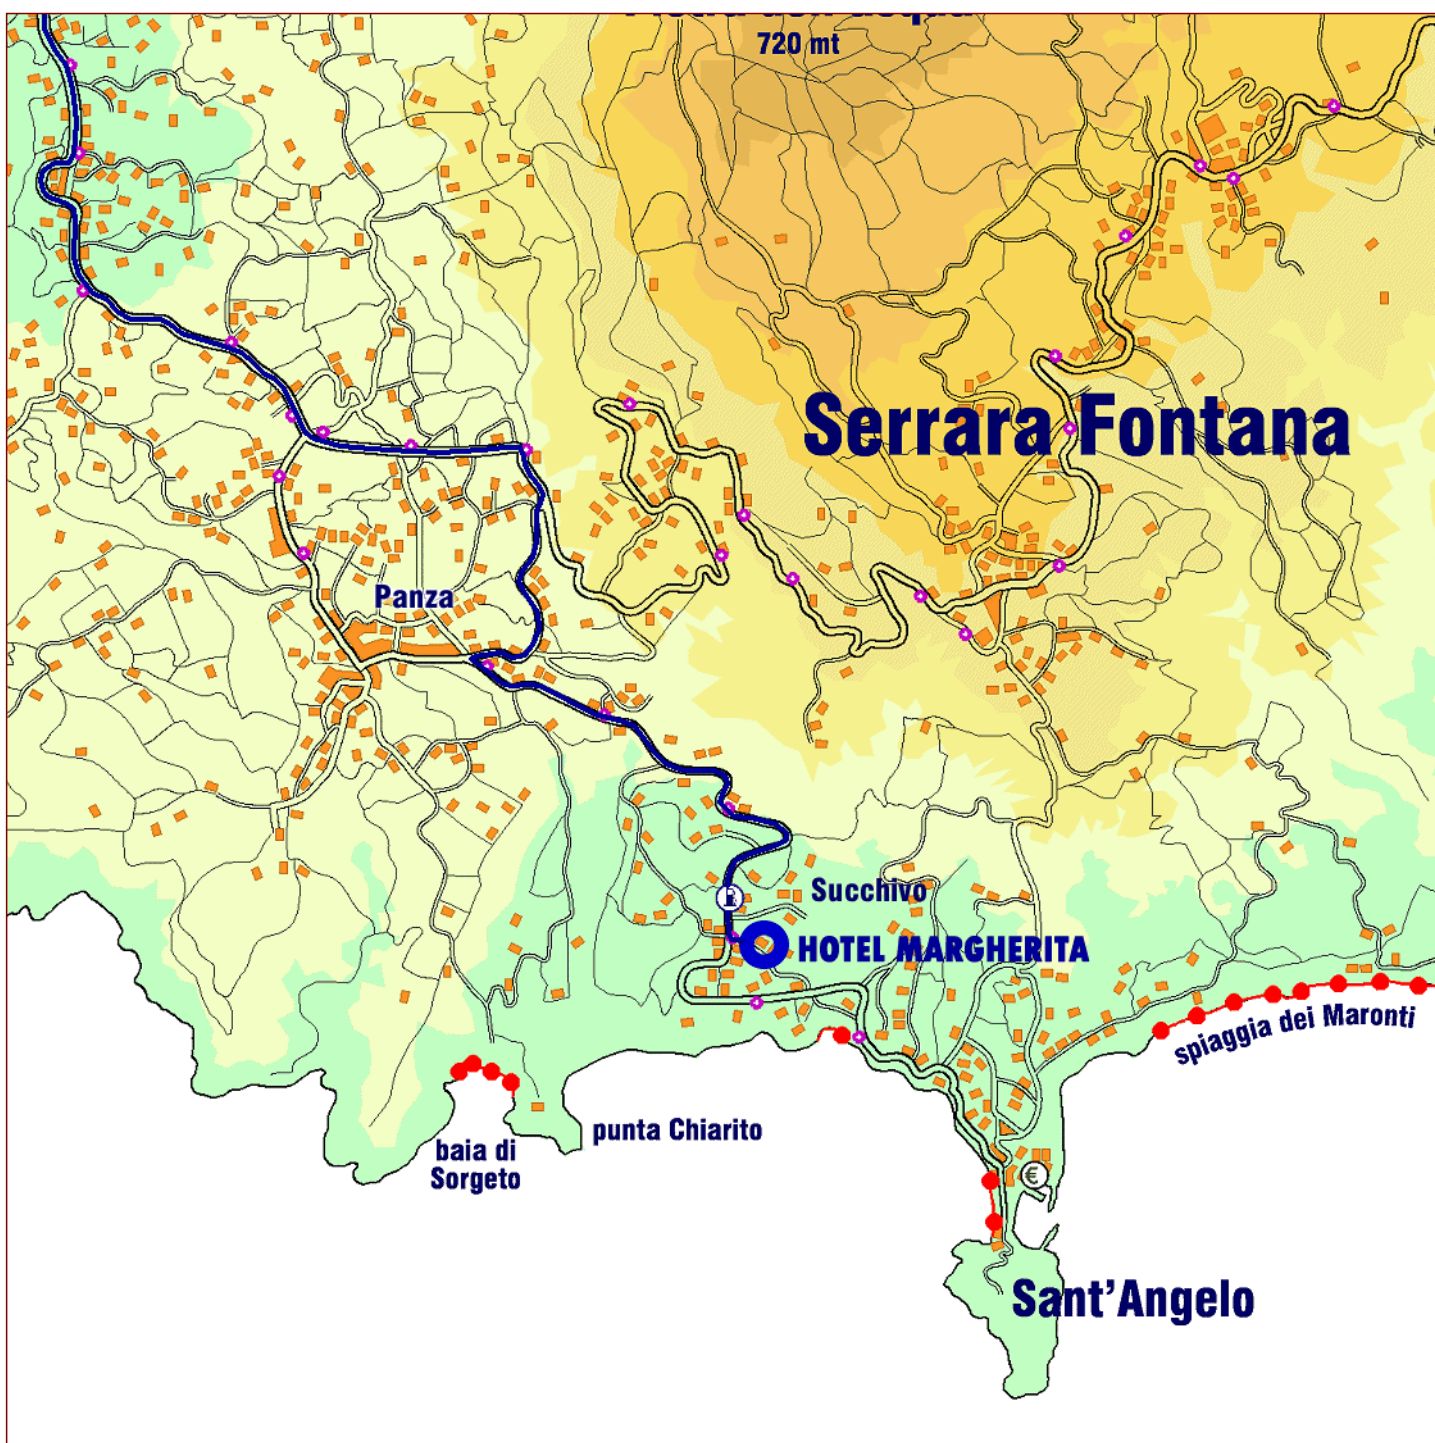 720 mt
Serrara Fontana
Panza
Succhivo
HOTEL MARGHERITA
spiaggia dei Maronti
punta Chiarito
baia di
Sorgeto
€
Sant'Angelo